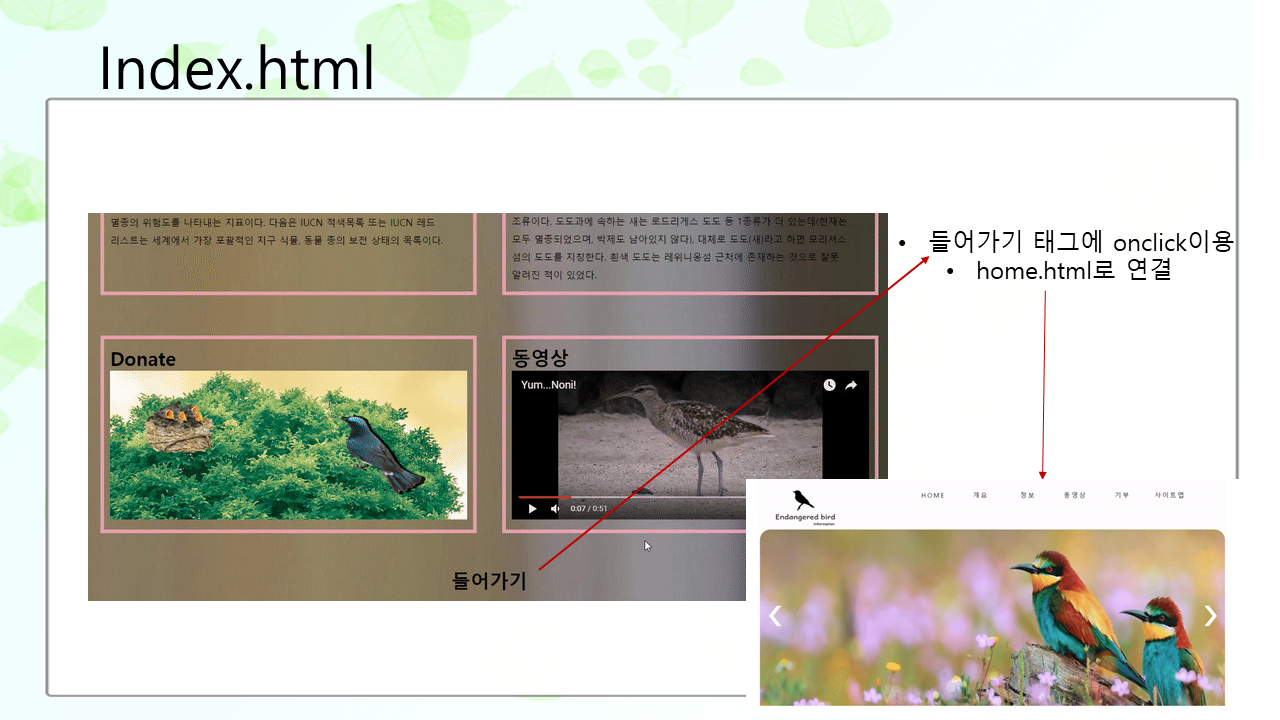 Index.html
멸종의 위험도를 나타내는 지표이다. 다음은 IUCN 적색목록 또는 IUCN 레드
리스트는 세계에서 가장 포괄적인 지구 식물, 동물 종의 보전 상태의 목록이다.
조류이다. 도도과에 속하는 새는 로드리게스 도도 등 1종류가 더 있는데(현재는
모두 멸종되었으며, 박제도 남아있지 않다), 대체로 도도(새)라고 하면 모리셔스
섬의 도도를 지칭한다. 흰색 도도는 레위니옹섬 근처에 존재하는 것으로 잘못
알려진 적이 있었다.
• 들어가기 태그에 onclick이용
• home.html로 연결
Donate
동영상
Yum...Noni!
0:07 / 0:51
들어가기
Endangered bird
information
HOME 개요 정보 동영상 기부 사이트맵